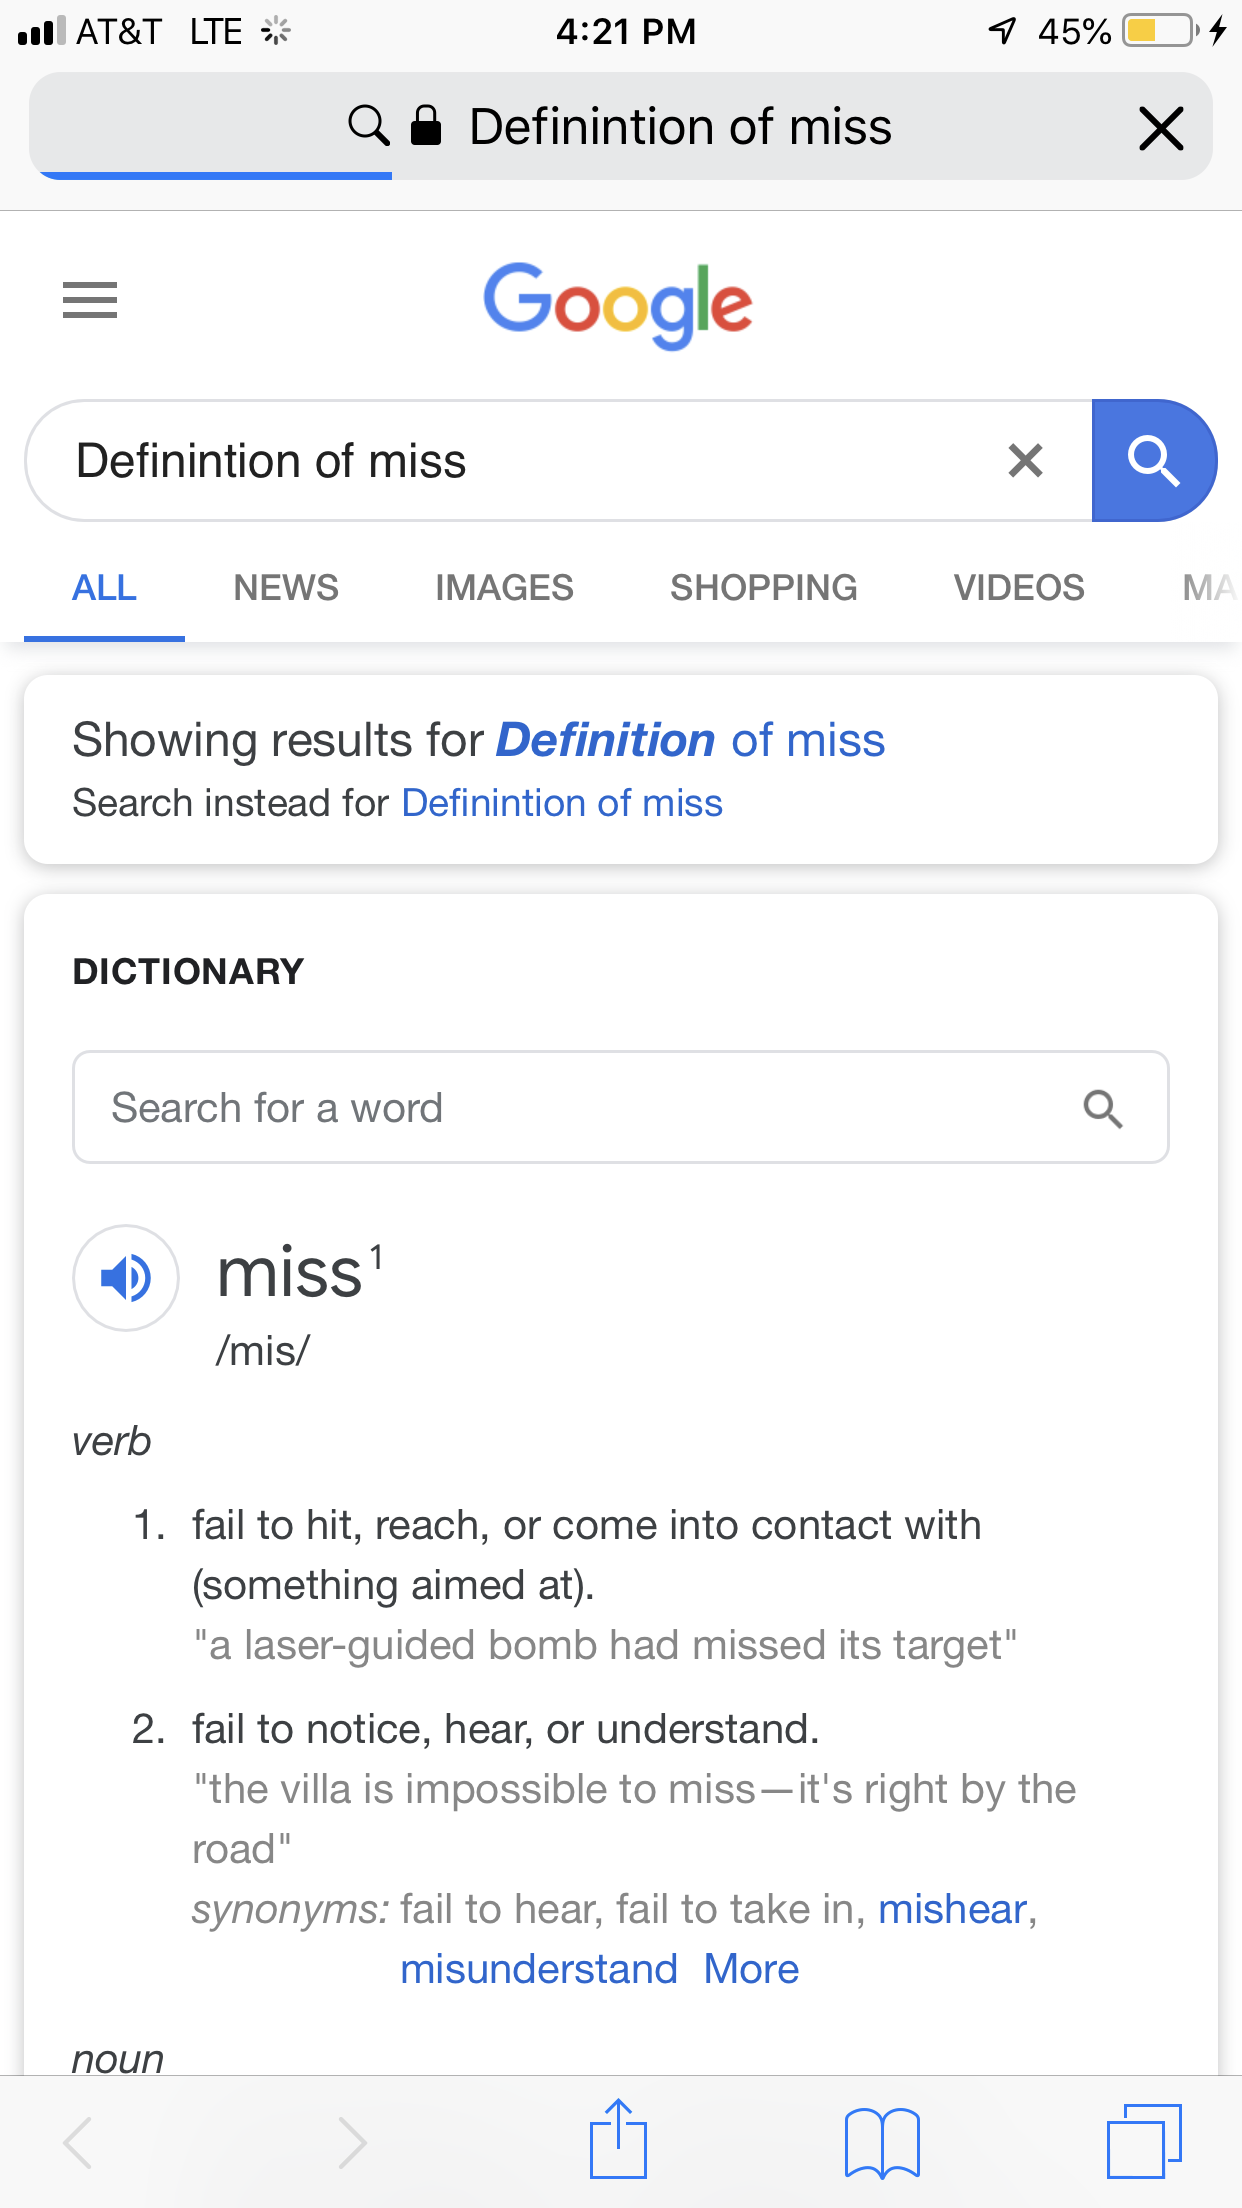 AT&T LTE 4:21 PM 45%
Definintion of miss
Google
Definintion of miss
ALL NEWS IMAGES SHOPPING VIDEOS MA
Showing results for Definition of miss
Search instead for Definintion of miss
DICTIONARY
Search for a word
miss¹
/mis/
verb
1. fail to hit, reach, or come into contact with
(something aimed at).
"a laser-guided bomb had missed its target"
2. fail to notice, hear, or understand.
"the villa is impossible to miss—it's right by the
road"
synonyms: fail to hear, fail to take in, mishear,
misunderstand More
noun